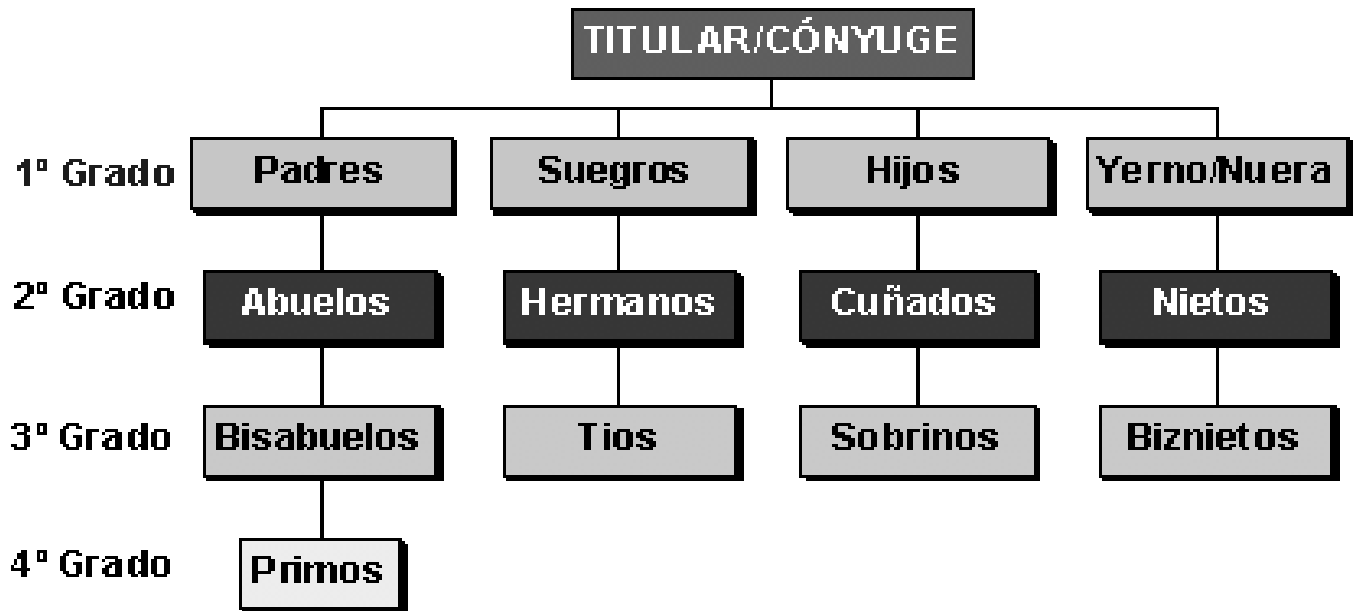 TITULAR/CÓNYUGE
1º Grado Padres Suegros Hijos Yerno/Nuera
2º Grado Abuelos Hermanos Cuñados Nietos
3º Grado Bisabuelos Tios Sobrinos Biznietos
4º Grado Primos